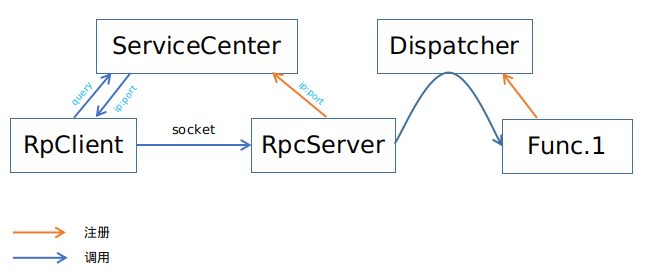 ServiceCenter
Dispatcher
query
ip:port
ip:port
RpClient
socket
RpcServer
Func.1
注册
调用